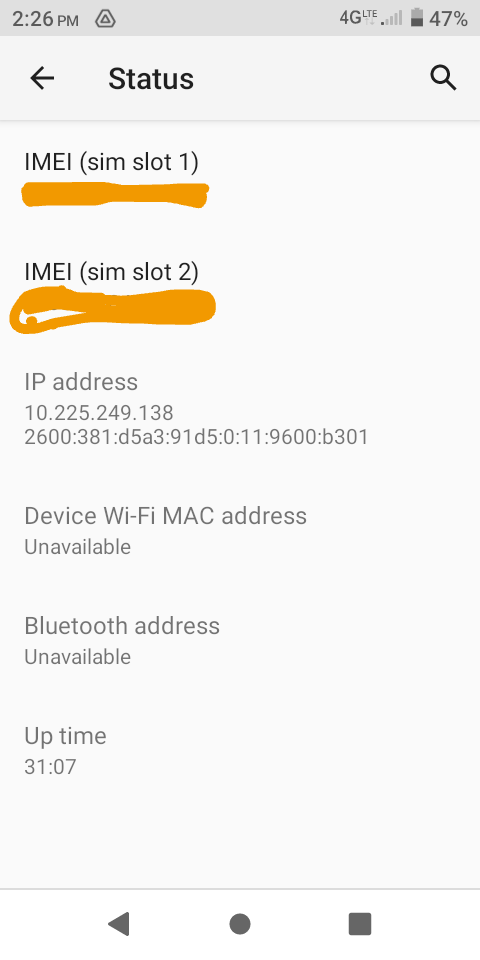 2:26 PM 4G LTE 47%
Status
IMEI (sim slot 1)
IMEI (sim slot 2)
IP address
10.225.249.138
2600:381:d5a3:91d5:0:11:9600:b301
Device Wi-Fi MAC address
Unavailable
Bluetooth address
Unavailable
Up time
31:07